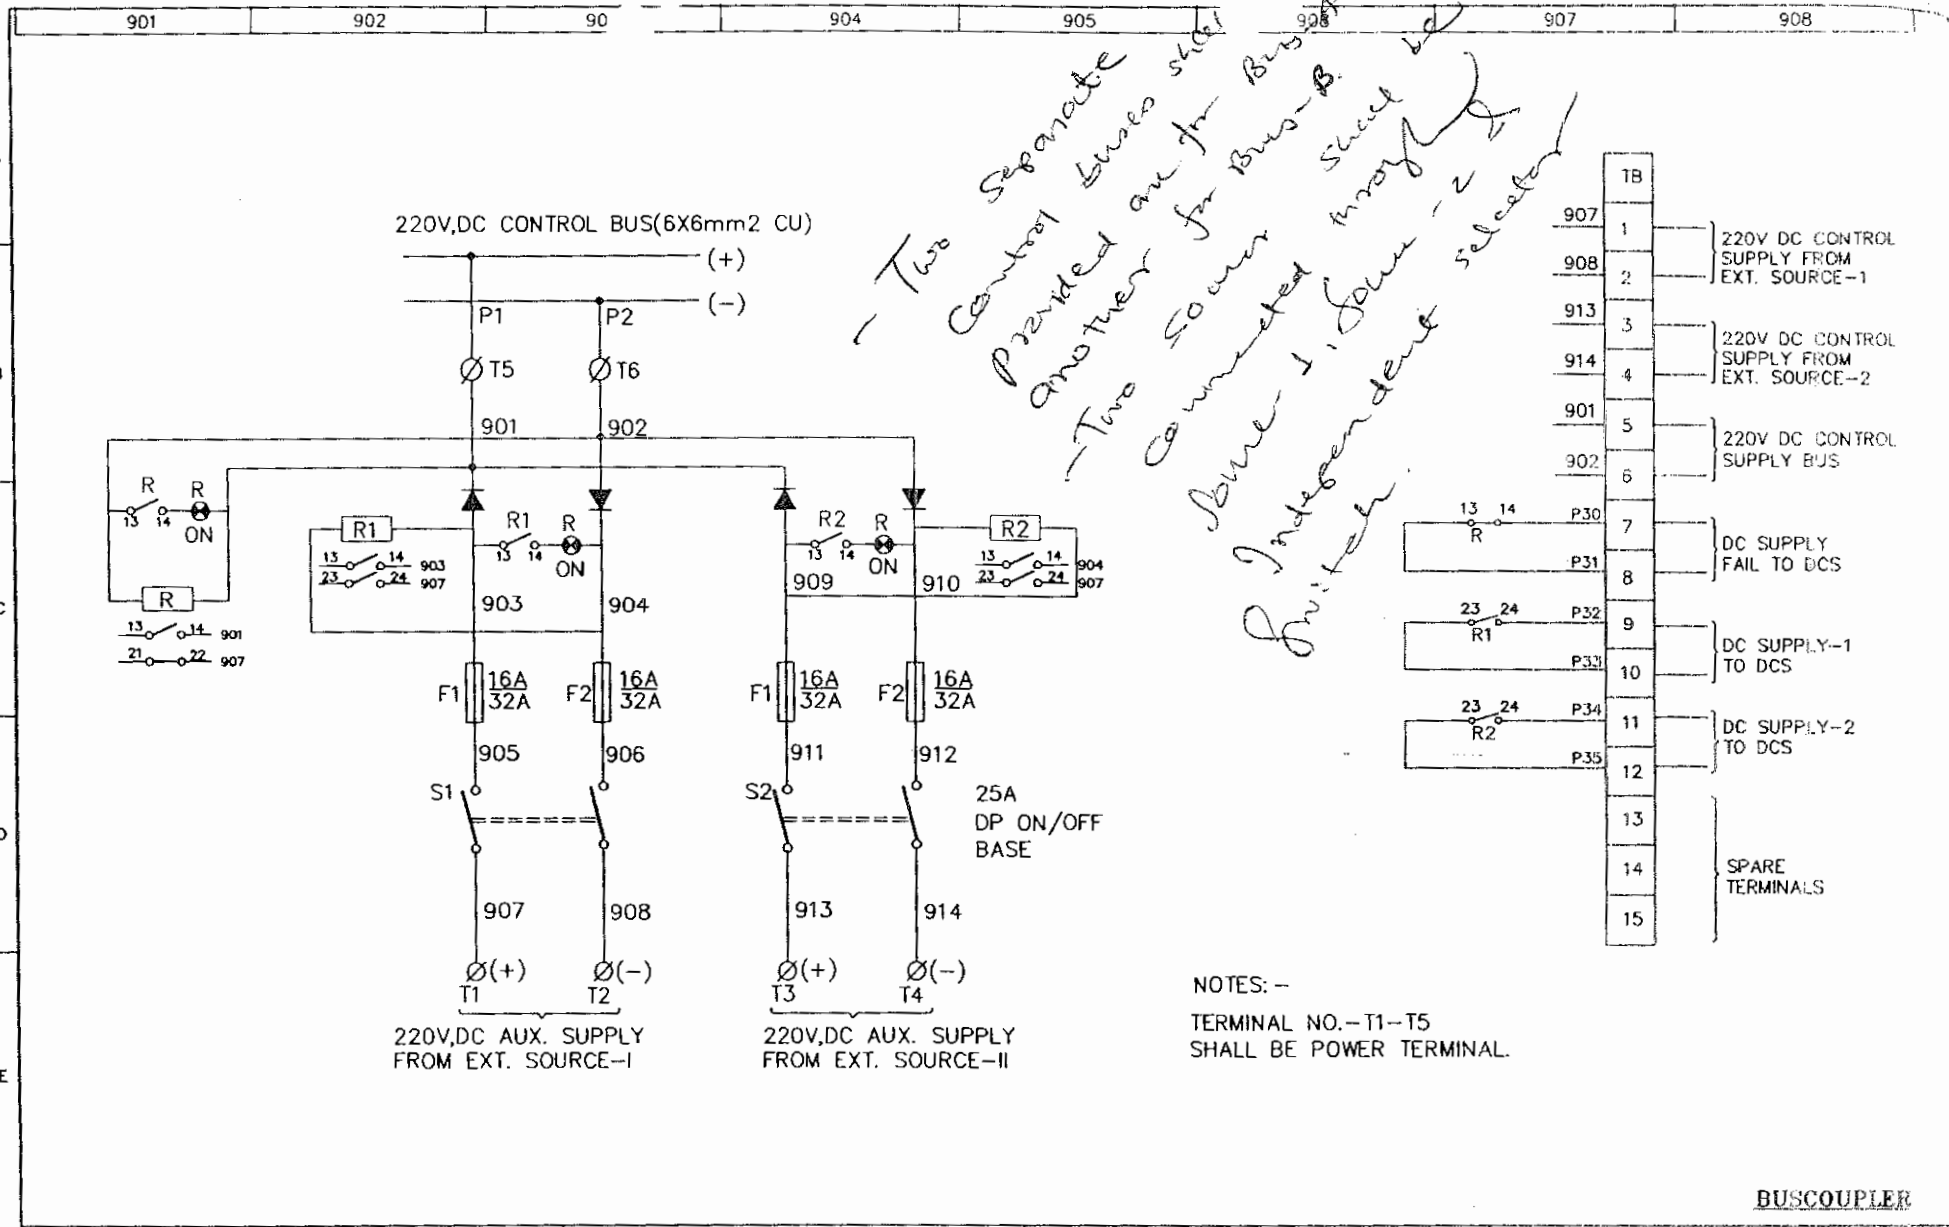 901 902 90 904 905 908 907 908
- Two separate
control buses
provided one for Bus-
another for Bus-B.
- Two sources shall be
connected through
Source-1, Source-2 &
Independent selector
Switch.
220V,DC CONTROL BUS(6X6mm2 CU)
(+)
(-)
P1 P2
T5 T6
901 902
R R
13 14
ON
R
13 14 901
21 22 907
R1
13 14 903
23 24 907
R1 R
13 14
ON
R2 R
13 14
ON
R2
13 14 904
23 24 907
903 904 909 910
F1 16A
32A
F2 16A
32A
F1 16A
32A
F2 16A
32A
905 906 911 912
S1 S2
25A
DP ON/OFF
BASE
907 908 913 914
(+) (-) (+) (-)
T1 T2 T3 T4
220V,DC AUX. SUPPLY
FROM EXT. SOURCE-I
220V,DC AUX. SUPPLY
FROM EXT. SOURCE-II
TB
907 1
908 2
220V DC CONTROL
SUPPLY FROM
EXT. SOURCE-1
913 3
914 4
220V DC CONTROL
SUPPLY FROM
EXT. SOURCE-2
901 5
902 6
220V DC CONTROL
SUPPLY BUS
13 14 P30 7
R
P31 8
DC SUPPLY
FAIL TO DCS
23 24 P32 9
R1
P33 10
DC SUPPLY-1
TO DCS
23 24 P34 11
R2
P35 12
DC SUPPLY-2
TO DCS
13
14
15
SPARE
TERMINALS
NOTES:-
TERMINAL NO.-T1-T5
SHALL BE POWER TERMINAL.
C
D
E
BUSCOUPLER